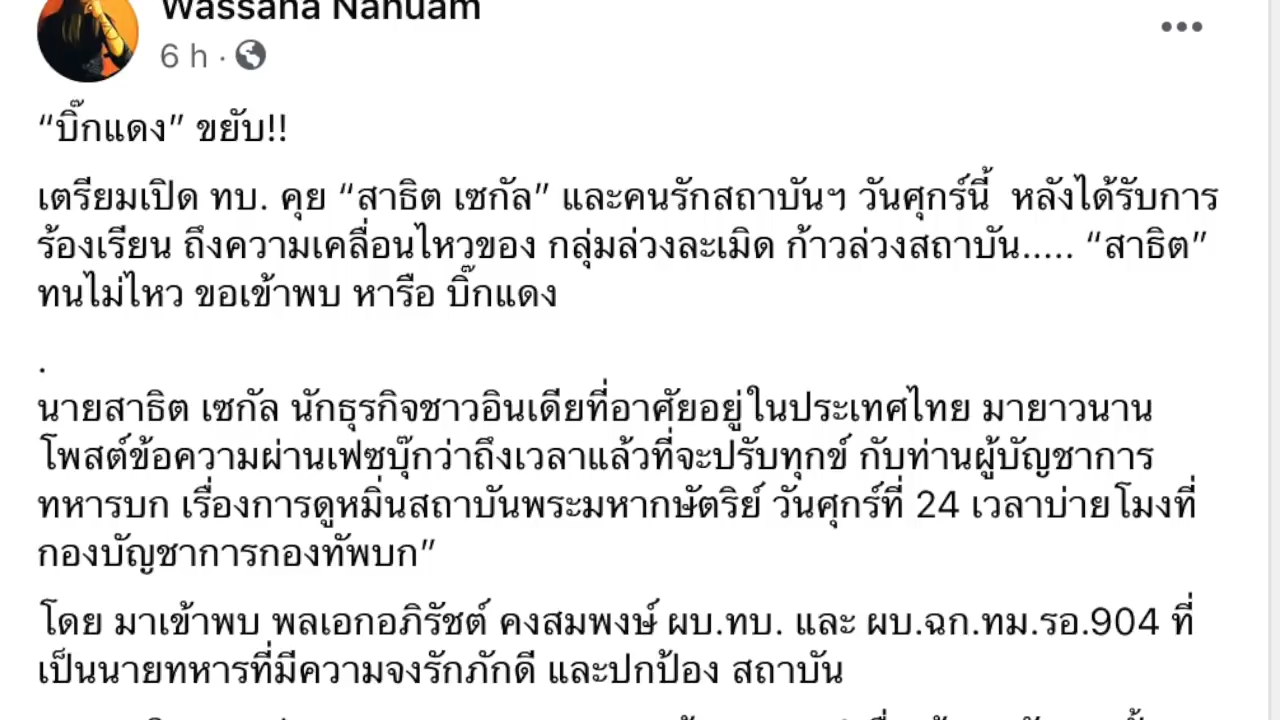 Wassana Nanuam
6 h ·
“บิ๊กแดง” ขยับ!!
เตรียมเปิด ทบ. คุย “สาธิต เซกัล” และคนรักสถาบันฯ วันศุกร์นี้ หลังได้รับการ
ร้องเรียน ถึงความเคลื่อนไหวของ กลุ่มล่วงละเมิด ก้าวล่วงสถาบัน..... “สาธิต”
ทนไม่ไหว ขอเข้าพบ หารือ บิ๊กแดง
.
นายสาธิต เซกัล นักธุรกิจชาวอินเดียที่อาศัยอยู่ในประเทศไทย มายาวนาน
โพสต์ข้อความผ่านเฟซบุ๊กว่าถึงเวลาแล้วที่จะปรับทุกข์ กับท่านผู้บัญชาการ
ทหารบก เรื่องการดูหมิ่นสถาบันพระมหากษัตริย์ วันศุกร์ที่ 24 เวลาบ่ายโมงที่
กองบัญชาการกองทัพบก”
โดย มาเข้าพบ พลเอกอภิรัชต์ คงสมพงษ์ ผบ.ทบ. และ ผบ.ฉก.ทม.รอ.904 ที่
เป็นนายทหารที่มีความจงรักภักดี และปกป้อง สถาบัน